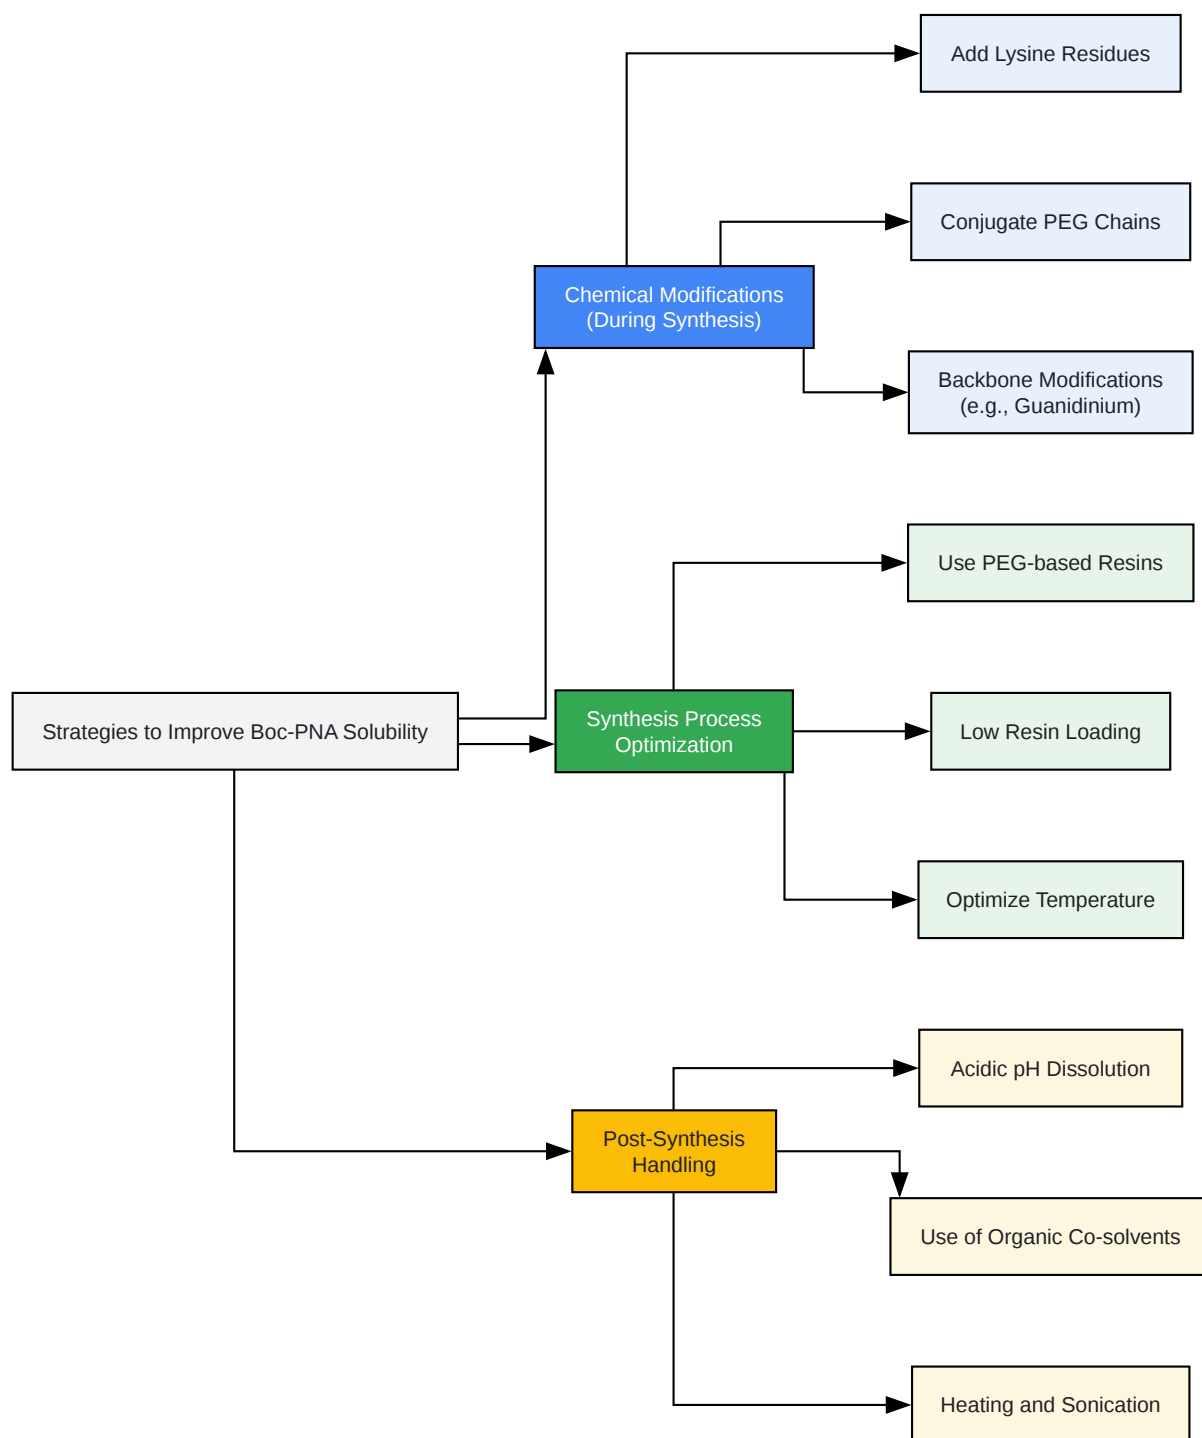 Add Lysine Residues
Conjugate PEG Chains
Chemical Modifications
(During Synthesis)
Backbone Modifications
(e.g., Guanidinium)
Use PEG-based Resins
Strategies to Improve Boc-PNA Solubility
Synthesis Process
Optimization
Low Resin Loading
Optimize Temperature
Acidic pH Dissolution
Post-Synthesis
Handling
Use of Organic Co-solvents
Heating and Sonication